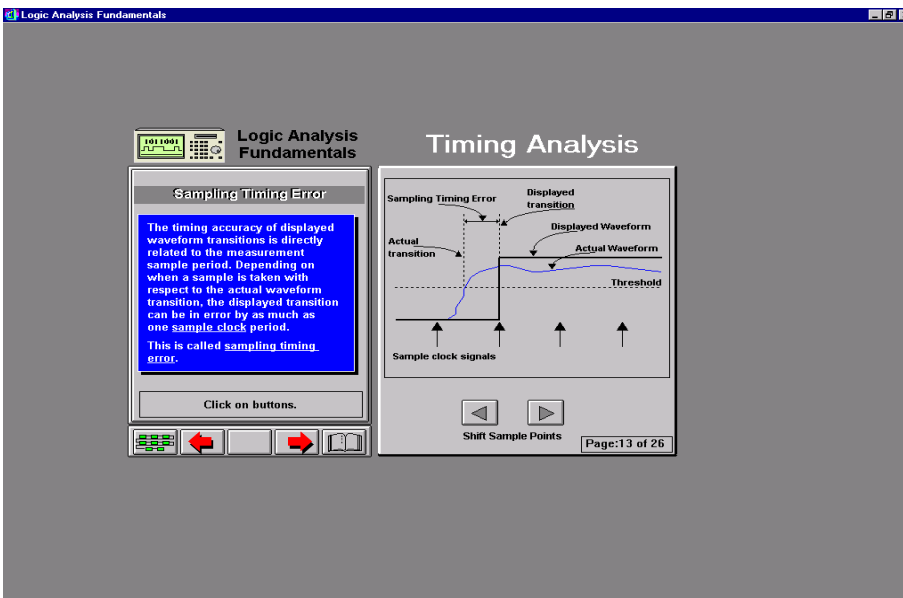 Logic Analysis Fundamentals
101 1001
Logic Analysis
Fundamentals
Timing Analysis
Sampling Timing Error
The timing accuracy of displayed
waveform transitions is directly
related to the measurement
sample period. Depending on
when a sample is taken with
respect to the actual waveform
transition, the displayed transition
can be in error by as much as
one sample clock period.
This is called sampling timing
error.
Click on buttons.
Sampling Timing Error
Displayed
transition
Displayed Waveform
Actual
transition
Actual Waveform
Threshold
Sample clock signals
Shift Sample Points
Page:13 of 26